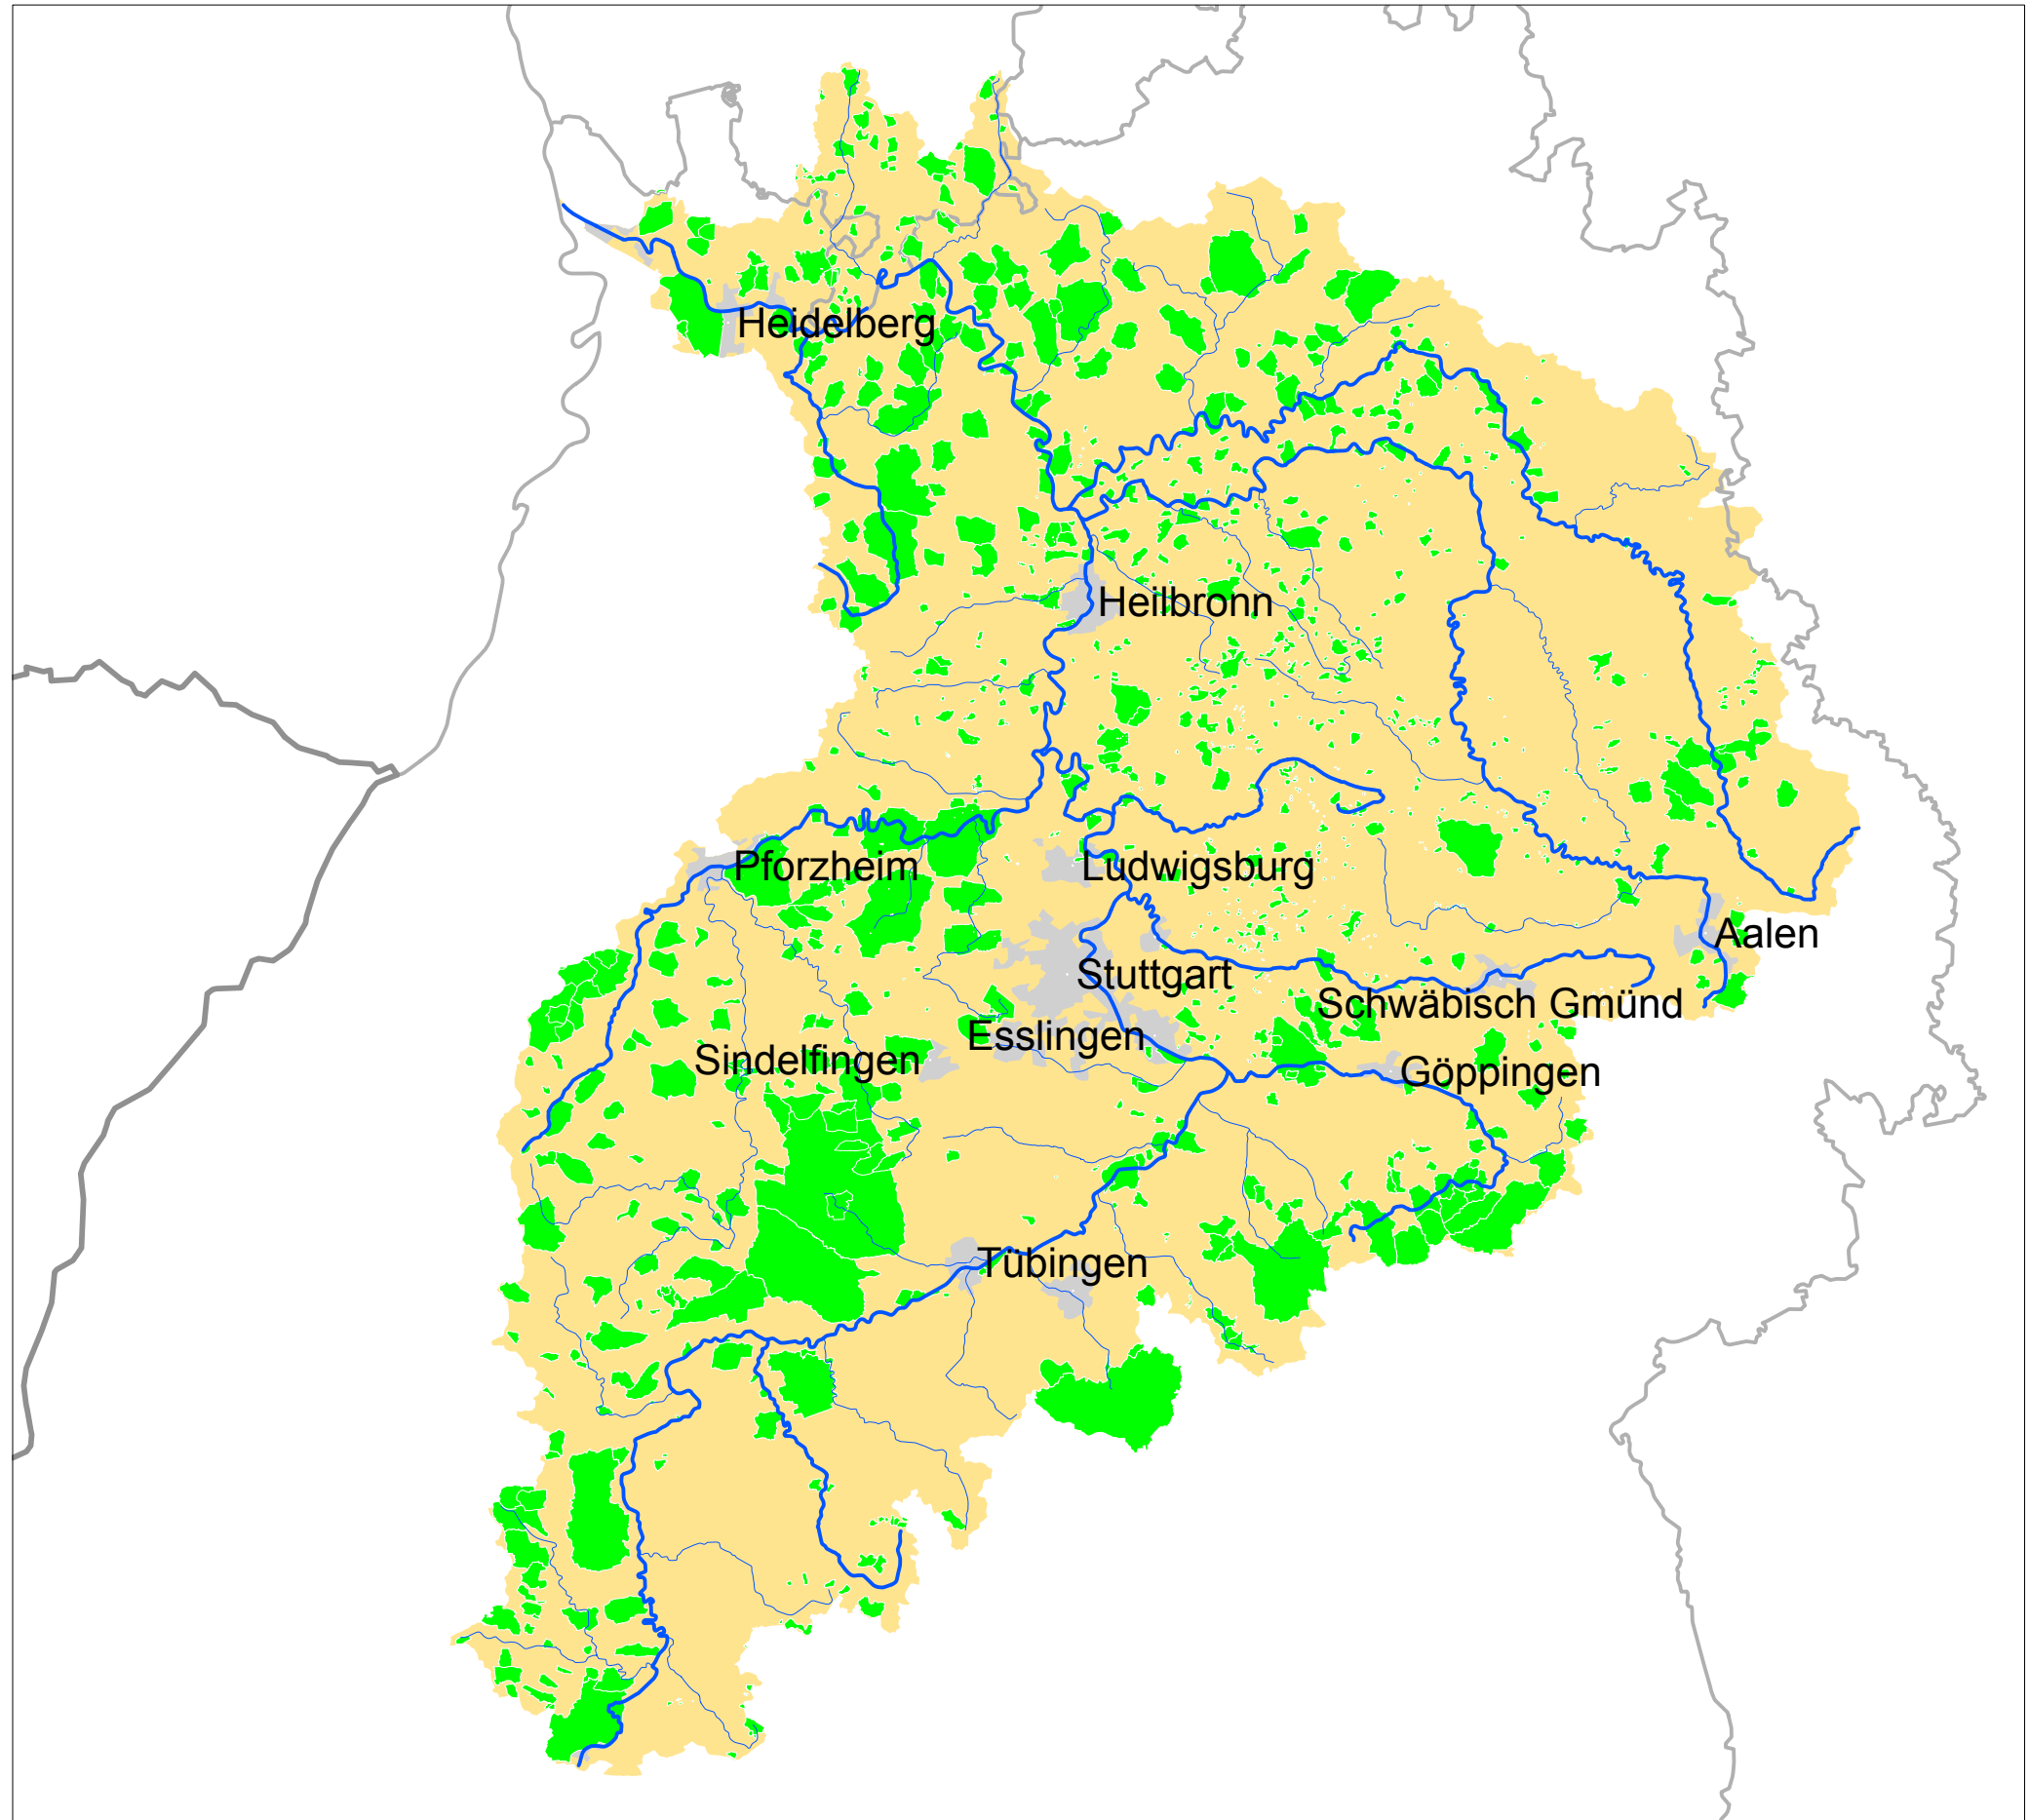 Heidelberg
Heilbronn
Pforzheim
Ludwigsburg
Aalen
Stuttgart
Schwäbisch Gmünd
Esslingen
Sindelfingen
Göppingen
Tübingen